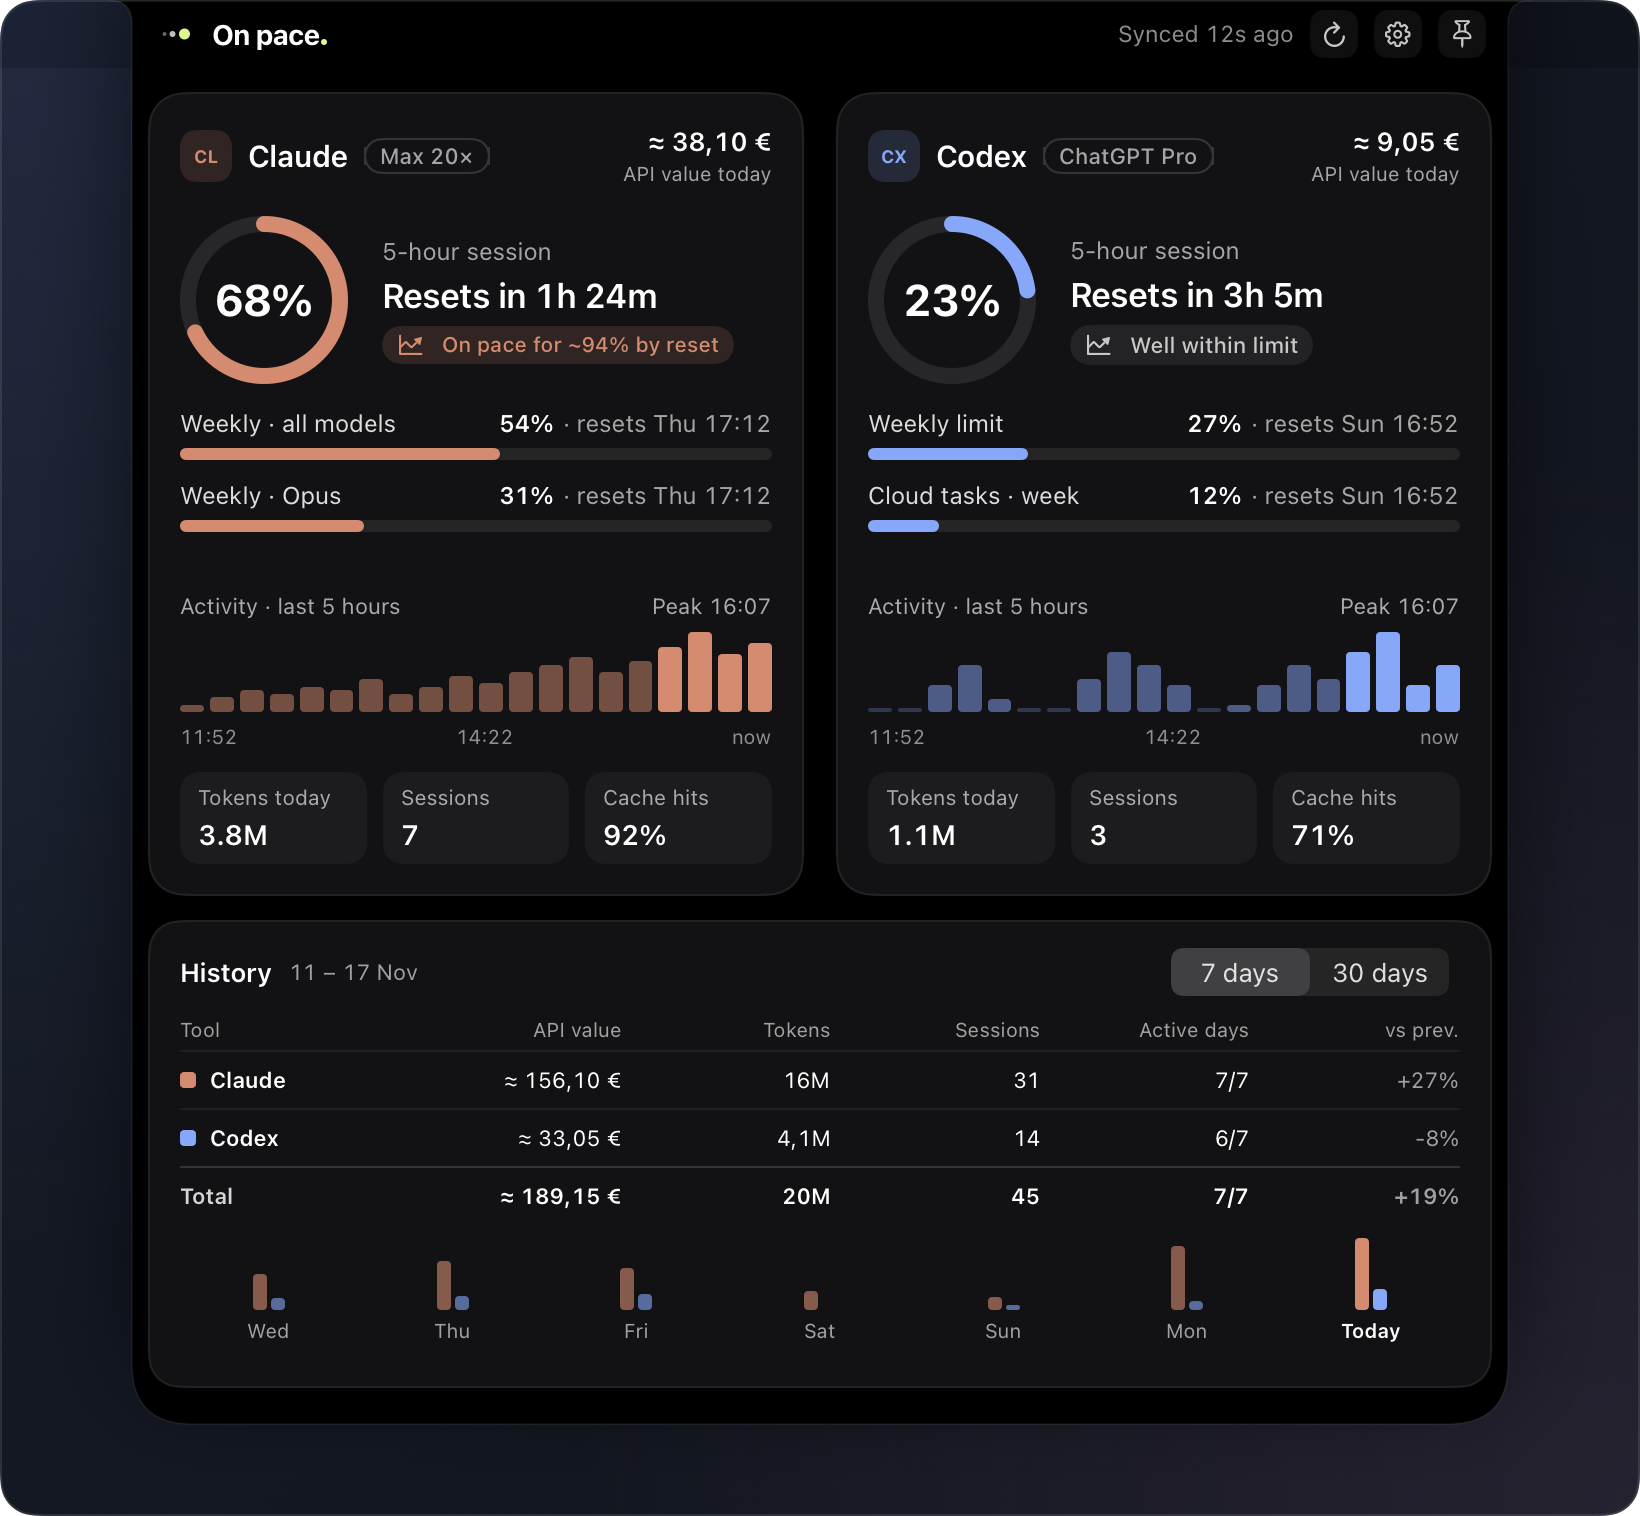 On pace.
Synced 12s ago
CL
Claude
Max 20×
≈ 38,10 €
API value today
68%
5-hour session
Resets in 1h 24m
On pace for ~94% by reset
Weekly · all models
54% · resets Thu 17:12
Weekly · Opus
31% · resets Thu 17:12
Activity · last 5 hours
Peak 16:07
11:52
14:22
now
Tokens today
3.8M
Sessions
7
Cache hits
92%
CX
Codex
ChatGPT Pro
≈ 9,05 €
API value today
23%
5-hour session
Resets in 3h 5m
Well within limit
Weekly limit
27% · resets Sun 16:52
Cloud tasks · week
12% · resets Sun 16:52
Activity · last 5 hours
Peak 16:07
11:52
14:22
now
Tokens today
1.1M
Sessions
3
Cache hits
71%
History 11 – 17 Nov
7 days
30 days
Tool API value Tokens Sessions Active days vs prev.
Claude ≈ 156,10 € 16M 31 7/7 +27%
Codex ≈ 33,05 € 4,1M 14 6/7 -8%
Total ≈ 189,15 € 20M 45 7/7 +19%
Wed Thu Fri Sat Sun Mon Today